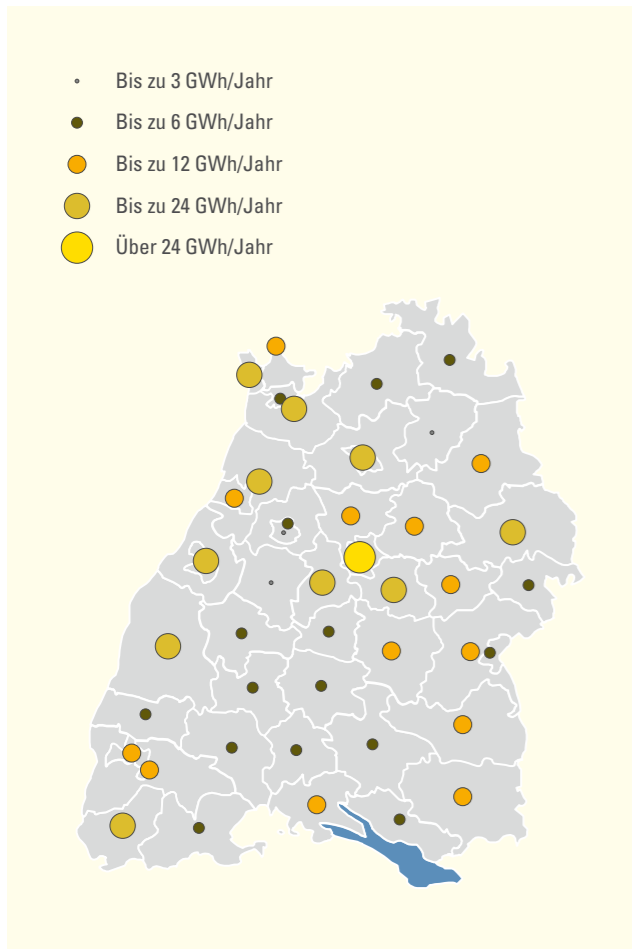 Bis zu 3 GWh/Jahr
Bis zu 6 GWh/Jahr
Bis zu 12 GWh/Jahr
Bis zu 24 GWh/Jahr
Über 24 GWh/Jahr